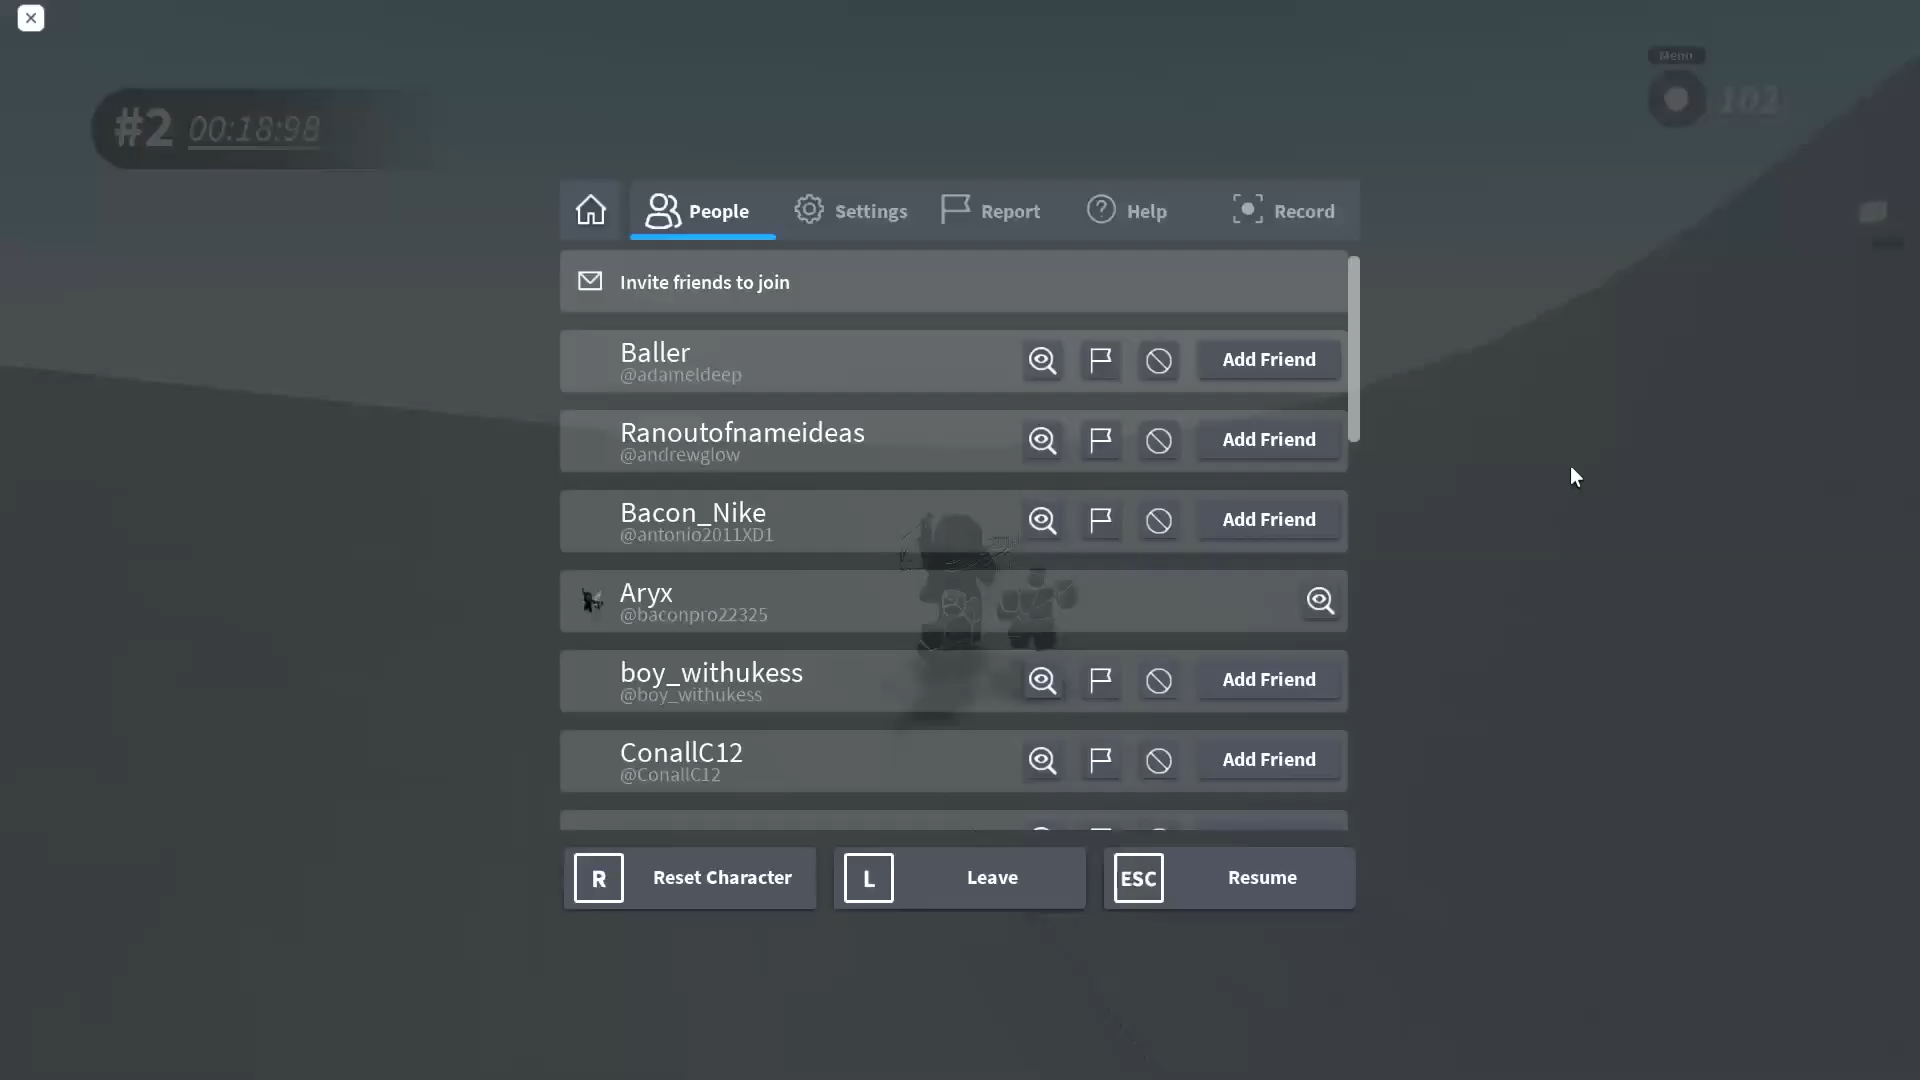 Menu
#2 00:18:98
102
People
Settings
Report
Help
Record
Invite friends to join
Baller
@adameldeep
Add Friend
Ranoutofnameideas
@andrewglow
Add Friend
Bacon_Nike
@antonio2011XD1
Add Friend
Aryx
@baconpro22325
boy_withukess
@boy_withukess
Add Friend
ConallC12
@ConallC12
Add Friend
R Reset Character
L Leave
ESC Resume